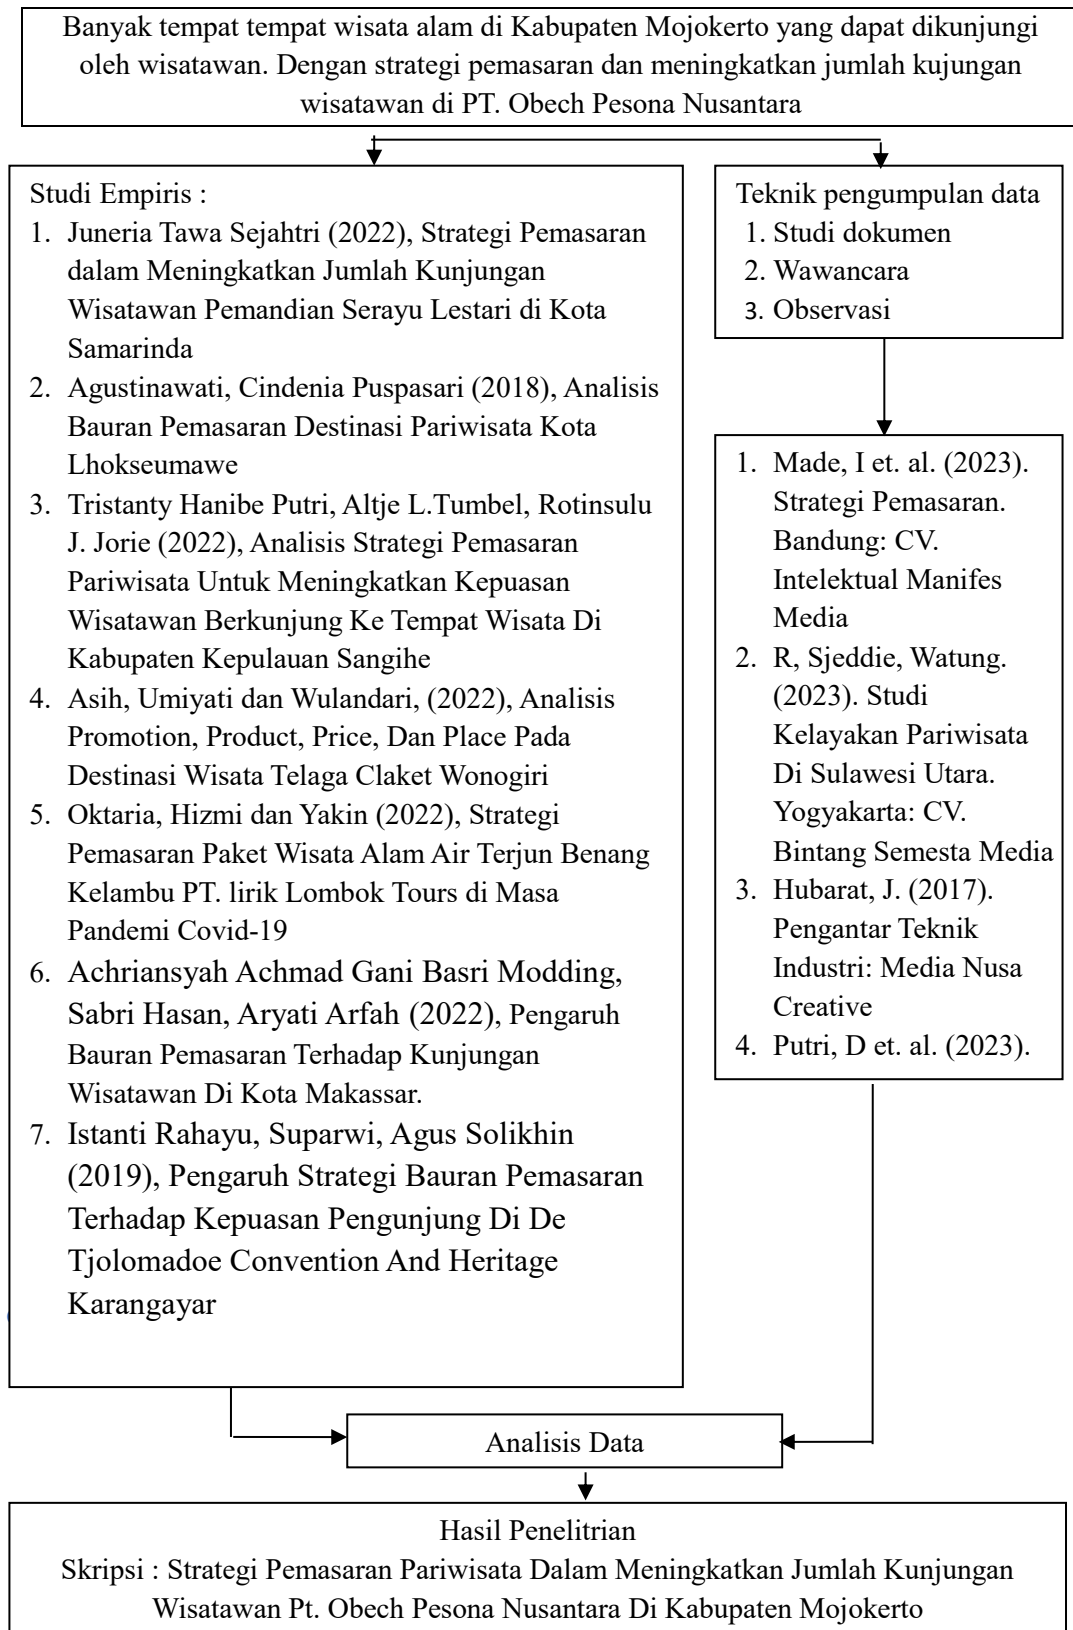 Banyak tempat tempat wisata alam di Kabupaten Mojokerto yang dapat dikunjungi
oleh wisatawan. Dengan strategi pemasaran dan meningkatkan jumlah kujungan
wisatawan di PT. Obech Pesona Nusantara
Studi Empiris :
1. Juneria Tawa Sejahtri (2022), Strategi Pemasaran
dalam Meningkatkan Jumlah Kunjungan
Wisatawan Pemandian Serayu Lestari di Kota
Samarinda
2. Agustinawati, Cindenia Puspasari (2018), Analisis
Bauran Pemasaran Destinasi Pariwisata Kota
Lhokseumawe
3. Tristanty Hanibe Putri, Altje L.Tumbel, Rotinsulu
J. Jorie (2022), Analisis Strategi Pemasaran
Pariwisata Untuk Meningkatkan Kepuasan
Wisatawan Berkunjung Ke Tempat Wisata Di
Kabupaten Kepulauan Sangihe
4. Asih, Umiyati dan Wulandari, (2022), Analisis
Promotion, Product, Price, Dan Place Pada
Destinasi Wisata Telaga Claket Wonogiri
5. Oktaria, Hizmi dan Yakin (2022), Strategi
Pemasaran Paket Wisata Alam Air Terjun Benang
Kelambu PT. lirik Lombok Tours di Masa
Pandemi Covid-19
6. Achriansyah Achmad Gani Basri Modding,
Sabri Hasan, Aryati Arfah (2022), Pengaruh
Bauran Pemasaran Terhadap Kunjungan
Wisatawan Di Kota Makassar.
7. Istanti Rahayu, Suparwi, Agus Solikhin
(2019), Pengaruh Strategi Bauran Pemasaran
Terhadap Kepuasan Pengunjung Di De
Tjolomadoe Convention And Heritage
Karangayar
Teknik pengumpulan data
1. Studi dokumen
2. Wawancara
3. Observasi
1. Made, I et. al. (2023).
Strategi Pemasaran.
Bandung: CV.
Intelektual Manifes
Media
2. R, Sjeddie, Watung.
(2023). Studi
Kelayakan Pariwisata
Di Sulawesi Utara.
Yogyakarta: CV.
Bintang Semesta Media
3. Hubarat, J. (2017).
Pengantar Teknik
Industri: Media Nusa
Creative
4. Putri, D et. al. (2023).
Analisis Data
Hasil Penelitrian
Skripsi : Strategi Pemasaran Pariwisata Dalam Meningkatkan Jumlah Kunjungan
Wisatawan Pt. Obech Pesona Nusantara Di Kabupaten Mojokerto